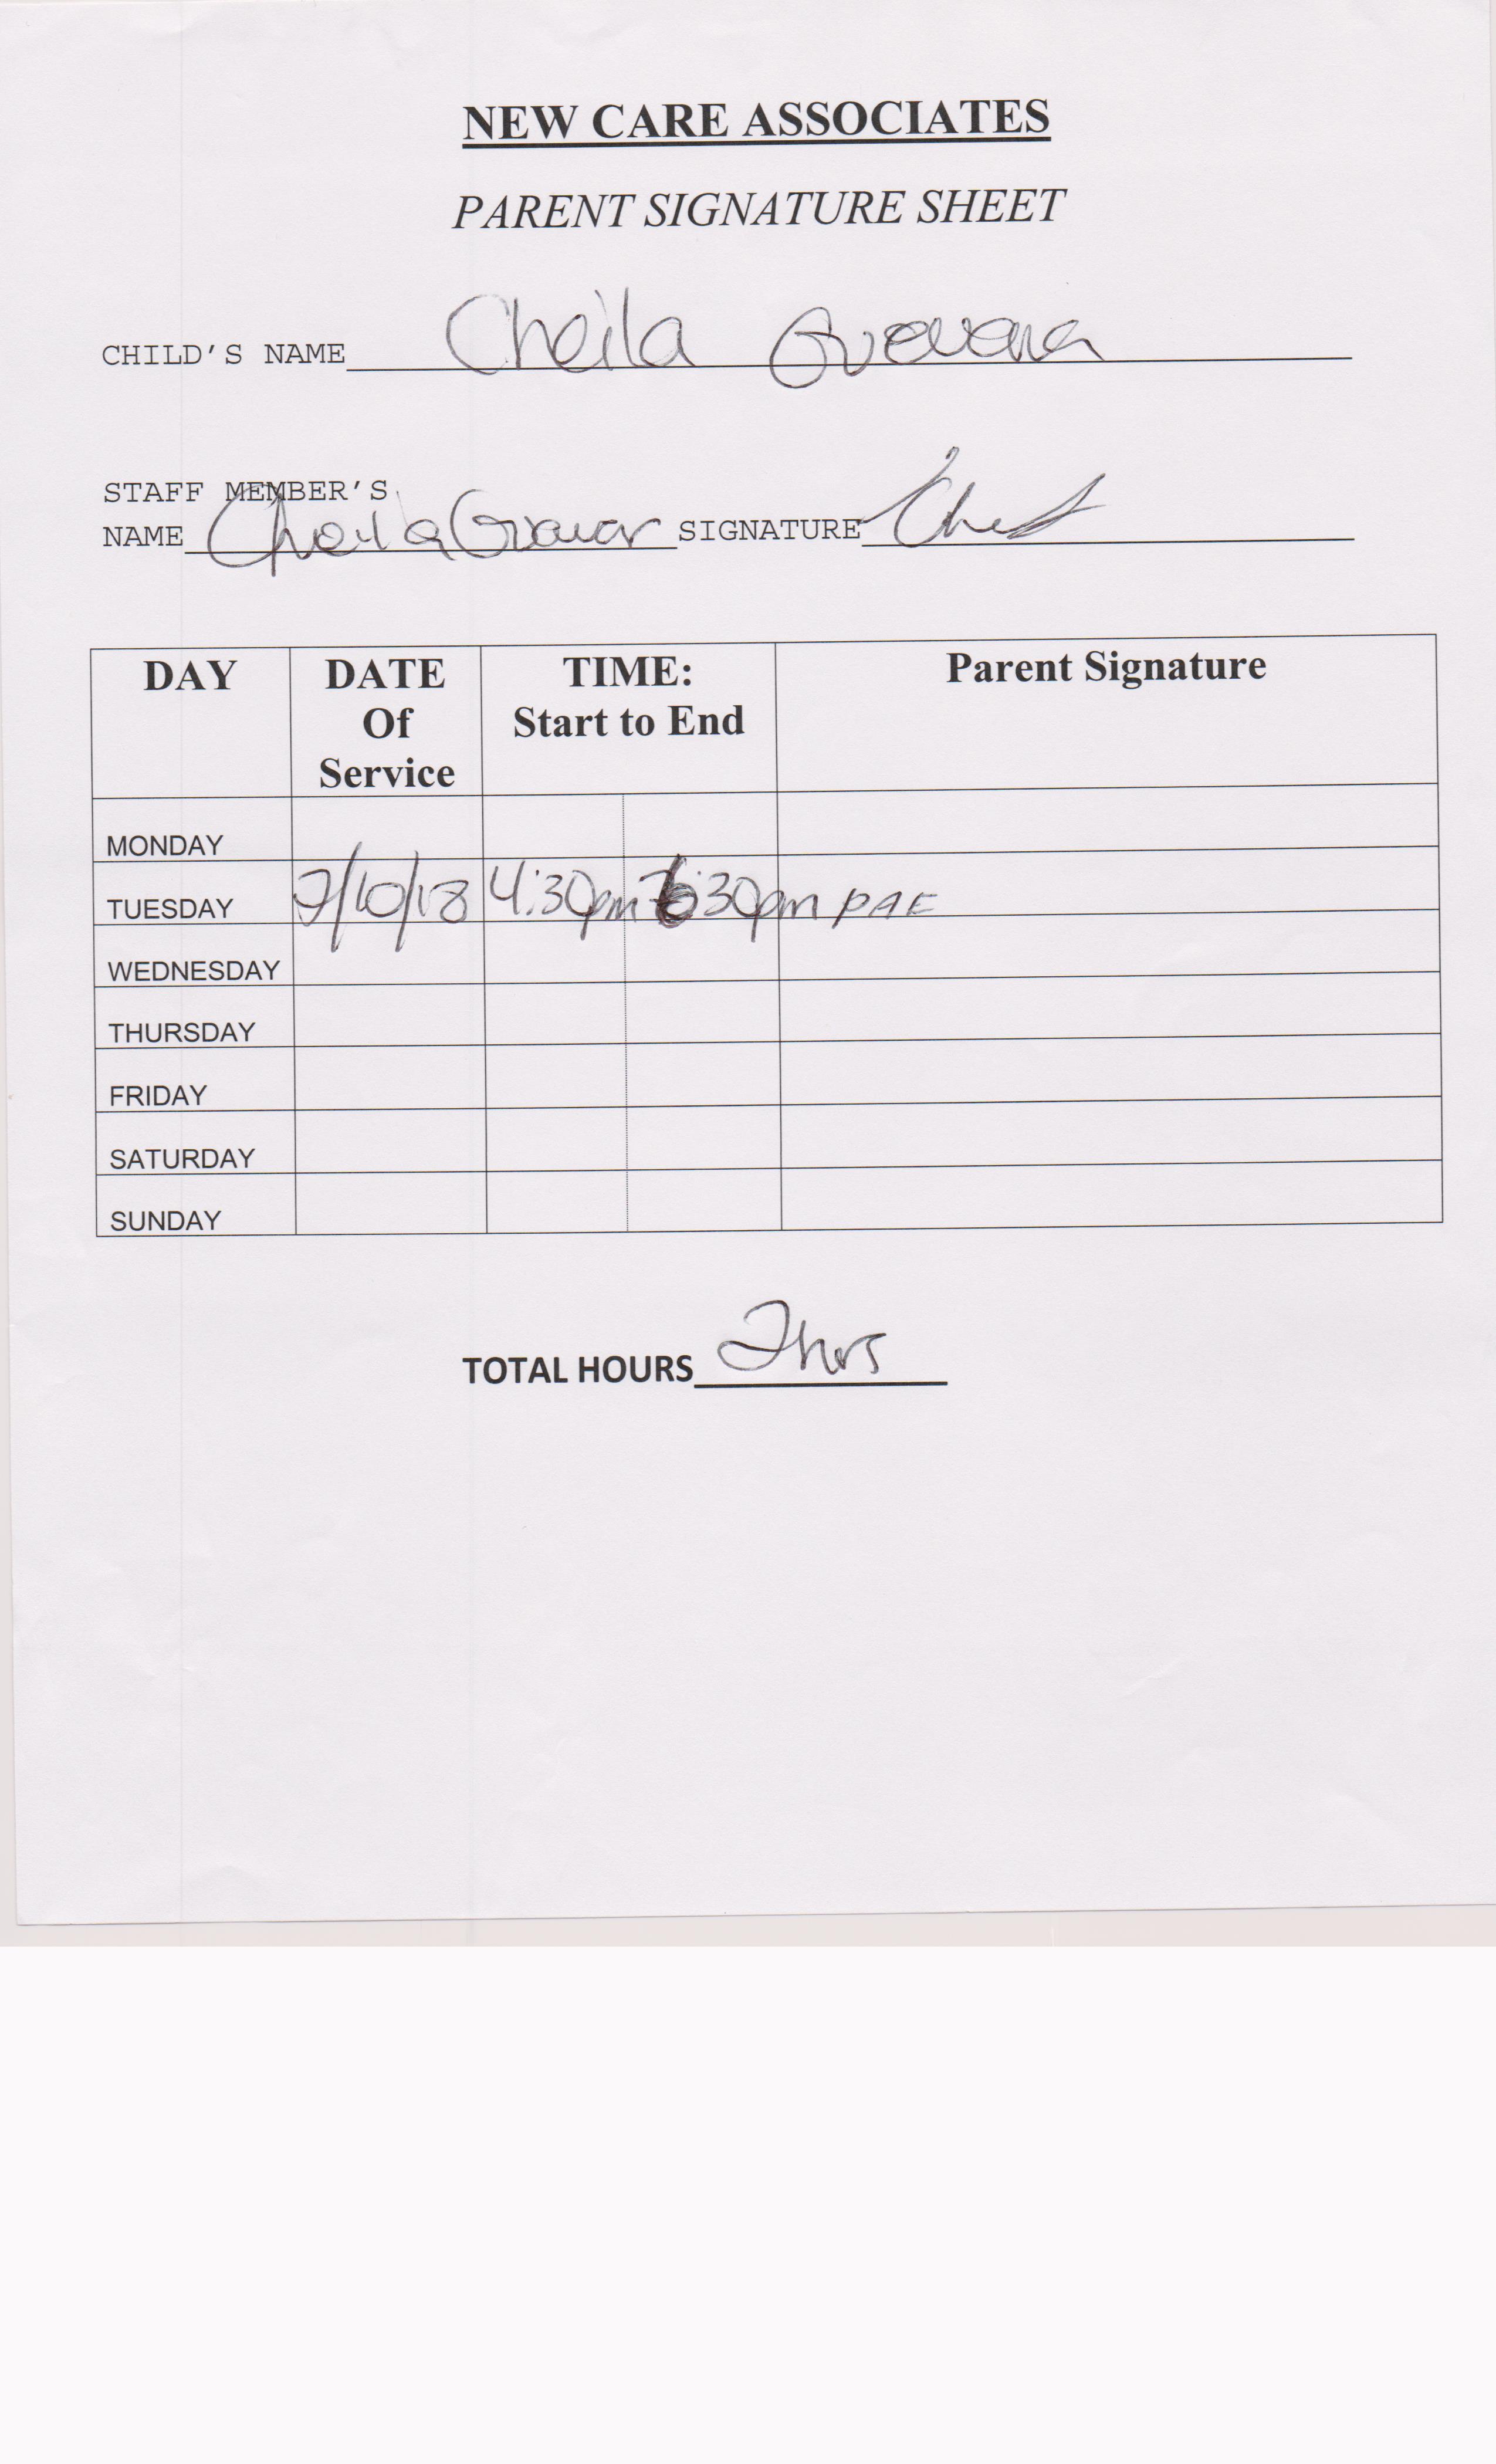 NEW CARE ASSOCIATES
PARENT SIGNATURE SHEET
CHILD'S NAME Cheila Guevara
STAFF MEMBER'S
NAME Cheila SIGNATURE
DAY DATE Of Service TIME: Start to End Parent Signature
MONDAY
TUESDAY 7/10/18 4:30pm 6:30pm PAE
WEDNESDAY
THURSDAY
FRIDAY
SATURDAY
SUNDAY
TOTAL HOURS 2hrs